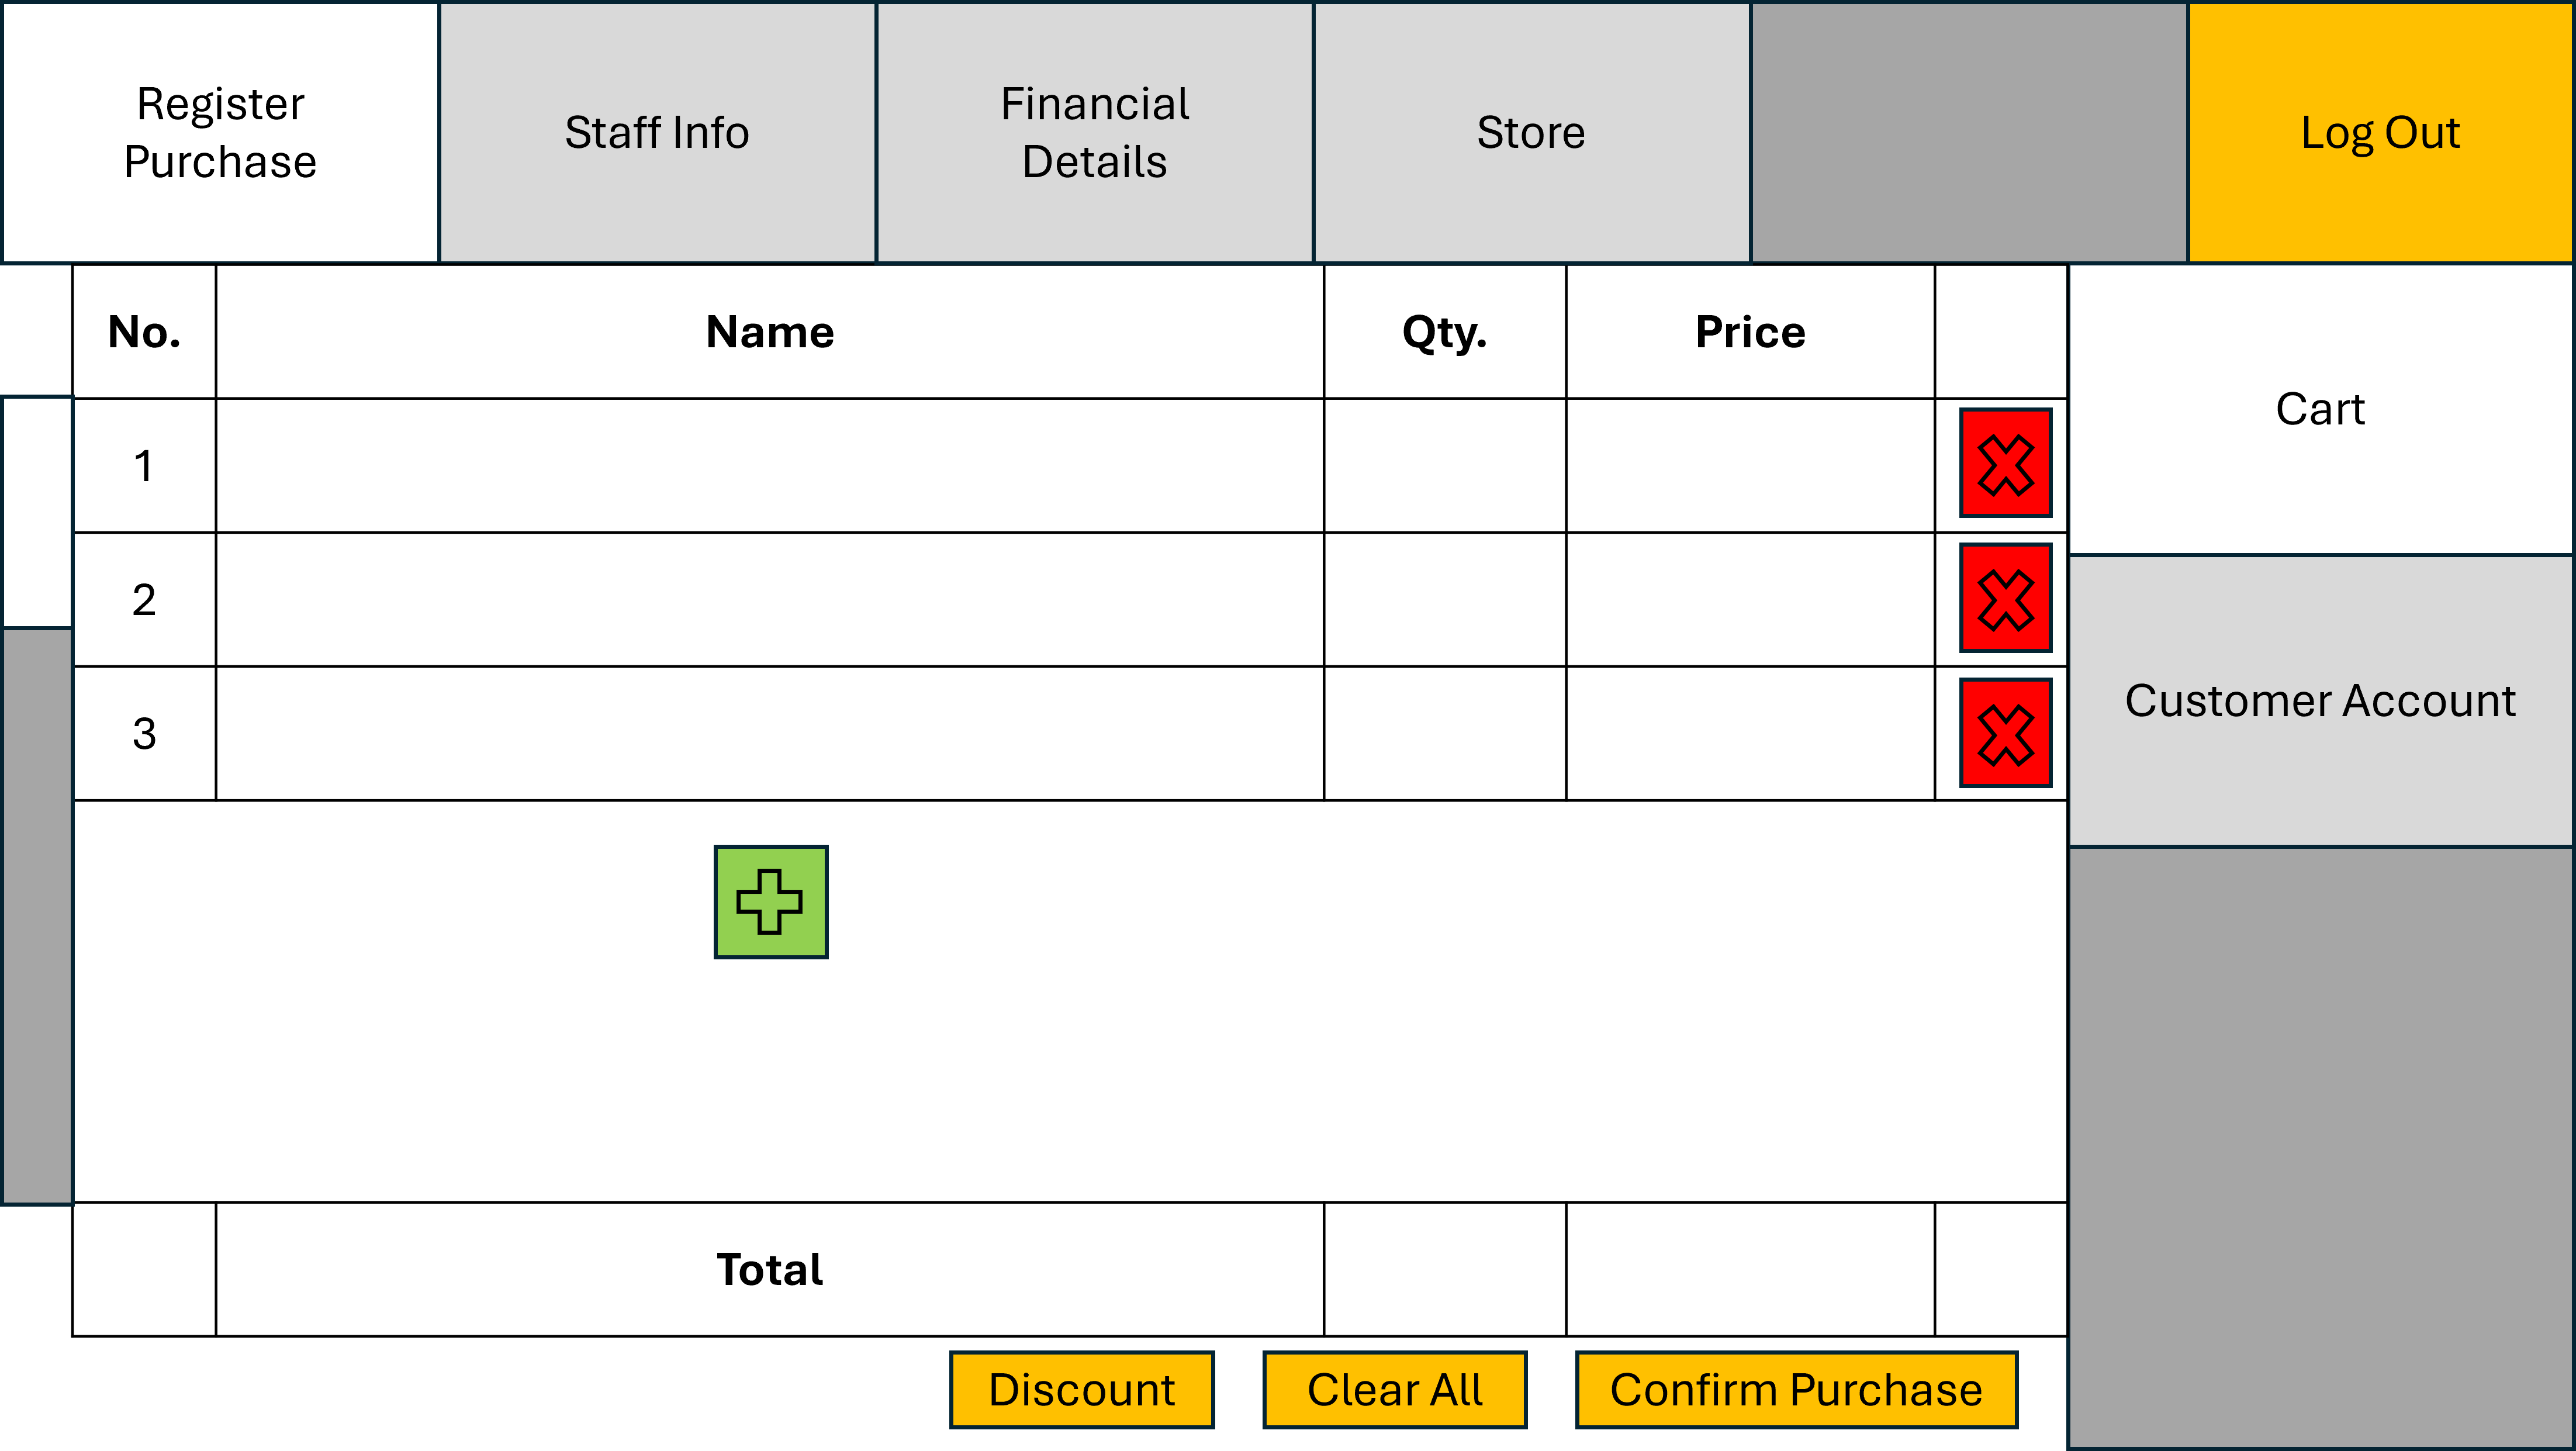 Register
Purchase
Staff Info
Financial
Details
Store
Log Out
No.
Name
Qty.
Price
Cart
1
2
Customer Account
3
Total
Discount
Clear All
Confirm Purchase